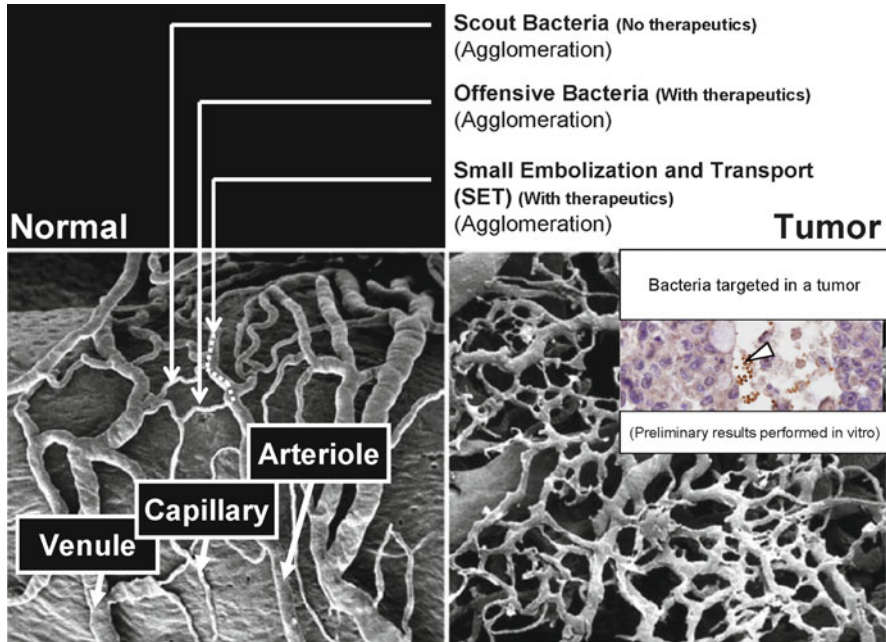 Scout Bacteria (No therapeutics)
(Agglomeration)
Offensive Bacteria (With therapeutics)
(Agglomeration)
Small Embolization and Transport
(SET) (With therapeutics)
(Agglomeration)
Normal
Tumor
Bacteria targeted in a tumor
(Preliminary results performed in vitro)
Arteriole
Capillary
Venule